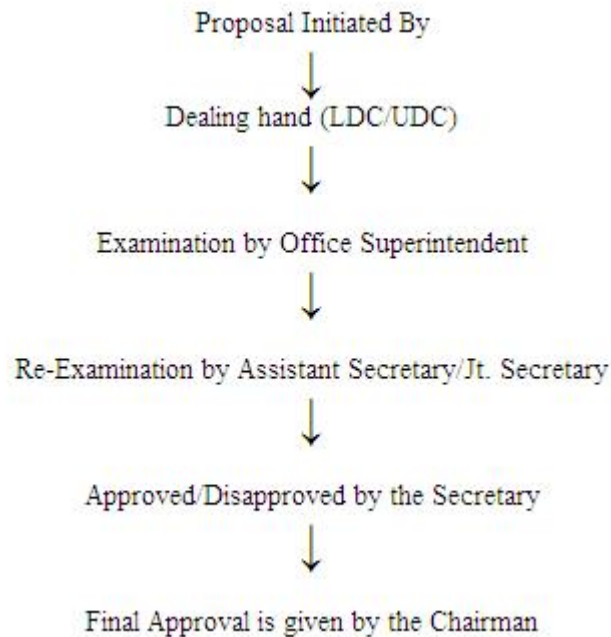 Proposal Initiated By
Dealing hand (LDC/UDC)
Examination by Office Superintendent
Re-Examination by Assistant Secretary/Jt. Secretary
Approved/Disapproved by the Secretary
Final Approval is given by the Chairman